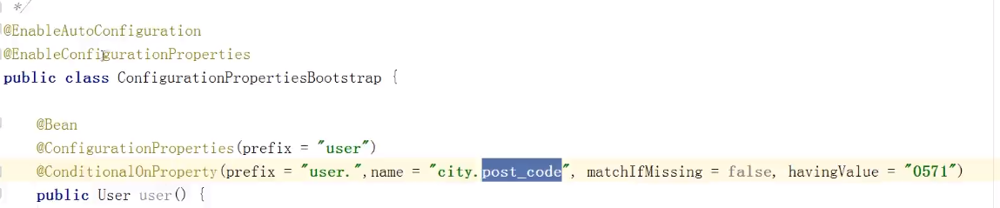 */
@EnableAutoConfiguration
@EnableConfigurationProperties
public class ConfigurationPropertiesBootstrap {
@Bean
@ConfigurationProperties(prefix = "user")
@ConditionalOnProperty(prefix = "user.",name = "city.post_code", matchIfMissing = false, havingValue = "0571")
public User user() {